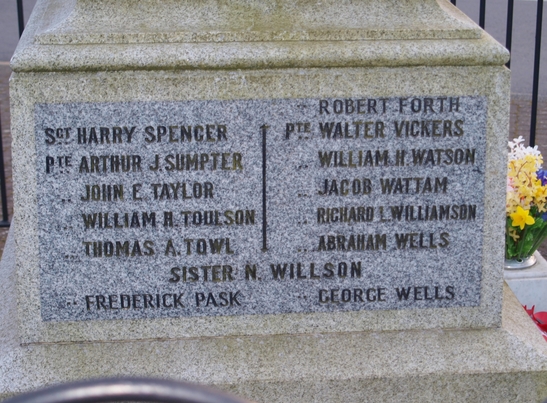 .. ROBERT FORTH
SGT HARRY SPENCER
PTE ARTHUR J. SUMPTER
.. JOHN E TAYLOR
.. WILLIAM H. TOULSON
.. THOMAS A. TOWL
PTE WALTER VICKERS
.. WILLIAM H. WATSON
.. JACOB WATTAM
.. RICHARD L. WILLIAMSON
.. ABRAHAM WELLS
SISTER N. WILLSON
.. FREDERICK PASK
.. GEORGE WELLS